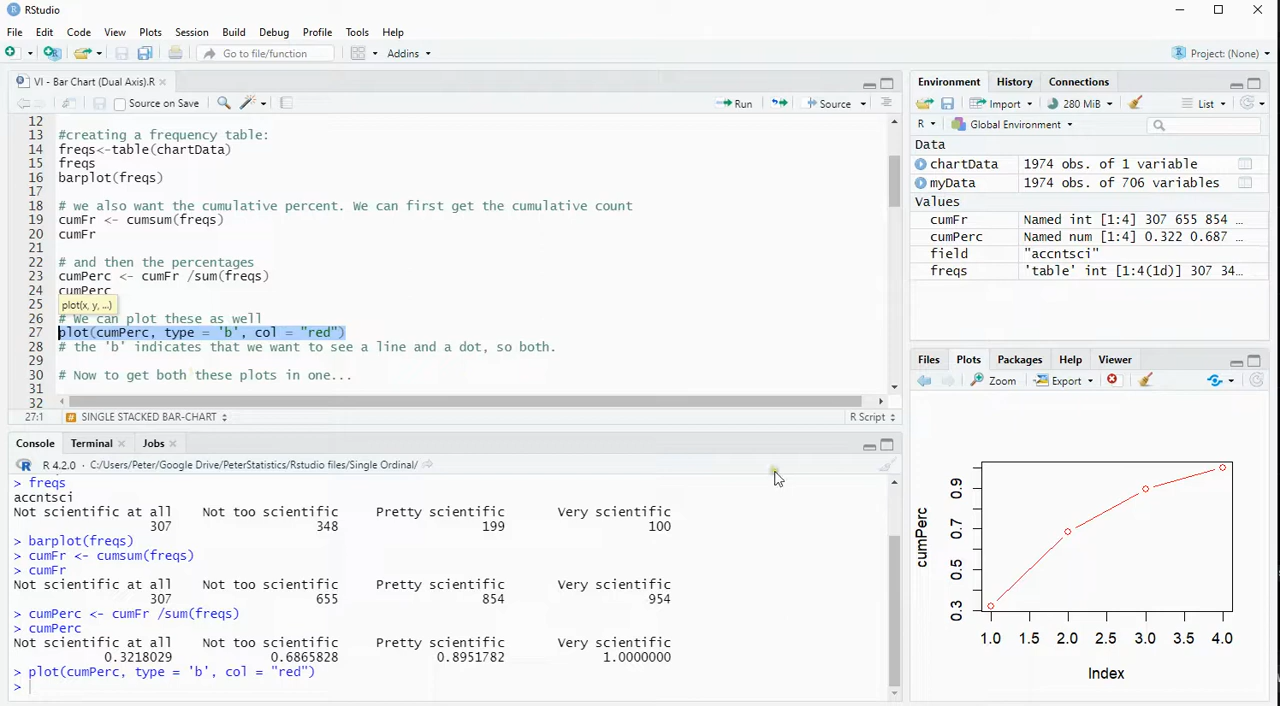 RStudio
File Edit Code View Plots Session Build Debug Profile Tools Help
Go to file/function Addins Project: (None)
VI - Bar Chart (Dual Axis).R
Source on Save Run Source
12
13 #creating a frequency table:
14 freqs<-table(chartData)
15 freqs
16 barplot(freqs)
17
18 # we also want the cumulative percent. We can first get the cumulative count
19 cumFr <- cumsum(freqs)
20 cumFr
21
22 # and then the percentages
23 cumPerc <- cumFr /sum(freqs)
24 cumPerc
25 plot(x, y, ...)
26 # We can plot these as well
27 plot(cumPerc, type = 'b', col = "red")
28 # the 'b' indicates that we want to see a line and a dot, so both.
29
30 # Now to get both these plots in one...
31
32
27:1 SINGLE STACKED BAR-CHART R Script
Console Terminal Jobs
R 4.2.0 · C:/Users/Peter/Google Drive/PeterStatistics/Rstudio files/Single Ordinal/
> freqs
accntsci
Not scientific at all Not too scientific Pretty scientific Very scientific
307 348 199 100
> barplot(freqs)
> cumFr <- cumsum(freqs)
> cumFr
Not scientific at all Not too scientific Pretty scientific Very scientific
307 655 854 954
> cumPerc <- cumFr /sum(freqs)
> cumPerc
Not scientific at all Not too scientific Pretty scientific Very scientific
0.3218029 0.6865828 0.8951782 1.0000000
> plot(cumPerc, type = 'b', col = "red")
>
Environment History Connections
Import 280 MiB List
R Global Environment
Data
chartData 1974 obs. of 1 variable
myData 1974 obs. of 706 variables
Values
cumFr Named int [1:4] 307 655 854 ...
cumPerc Named num [1:4] 0.322 0.687 ...
field "accntsci"
freqs 'table' int [1:4(1d)] 307 34...
Files Plots Packages Help Viewer
Zoom Export
cumPerc
0.9
0.7
0.5
0.3
1.0 2.0 2.5 3.0 3.5 4.0
Index